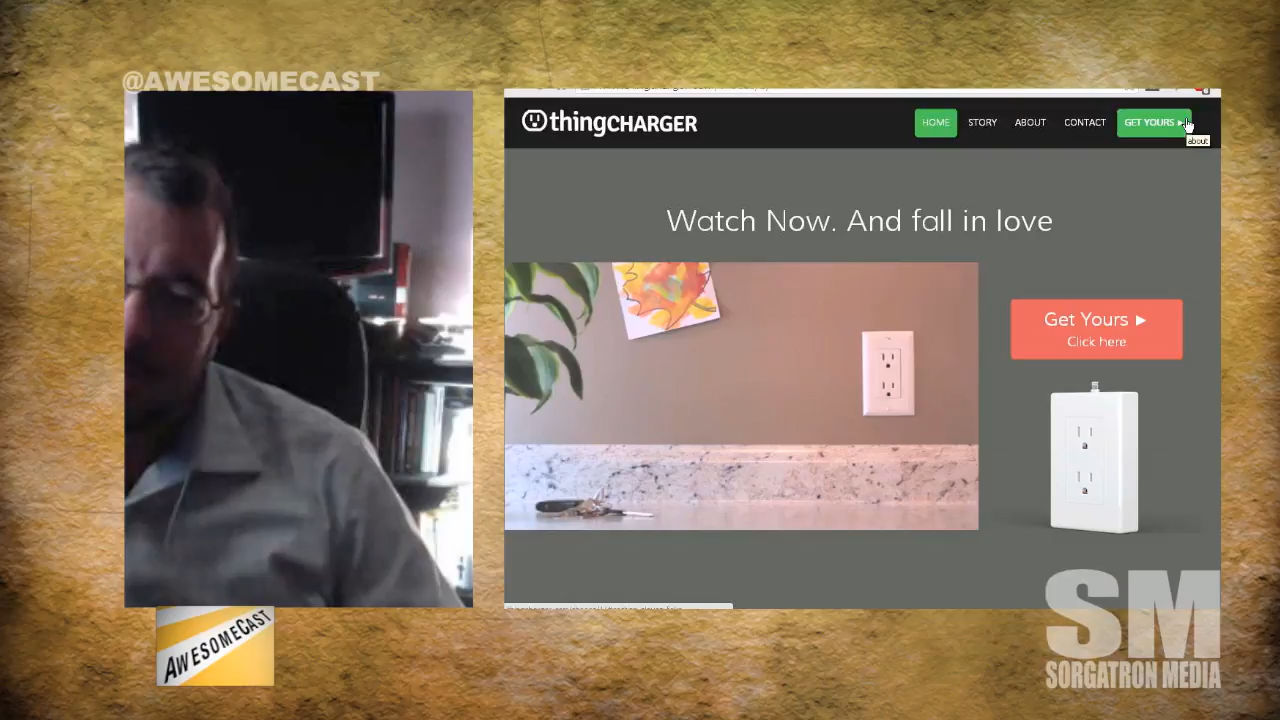 @AWESOMECAST
thingCHARGER
HOME STORY ABOUT CONTACT GET YOURS ►
about
Watch Now. And fall in love
Get Yours ►
Click here
AWESOMECAST
SM
SORGATRON MEDIA